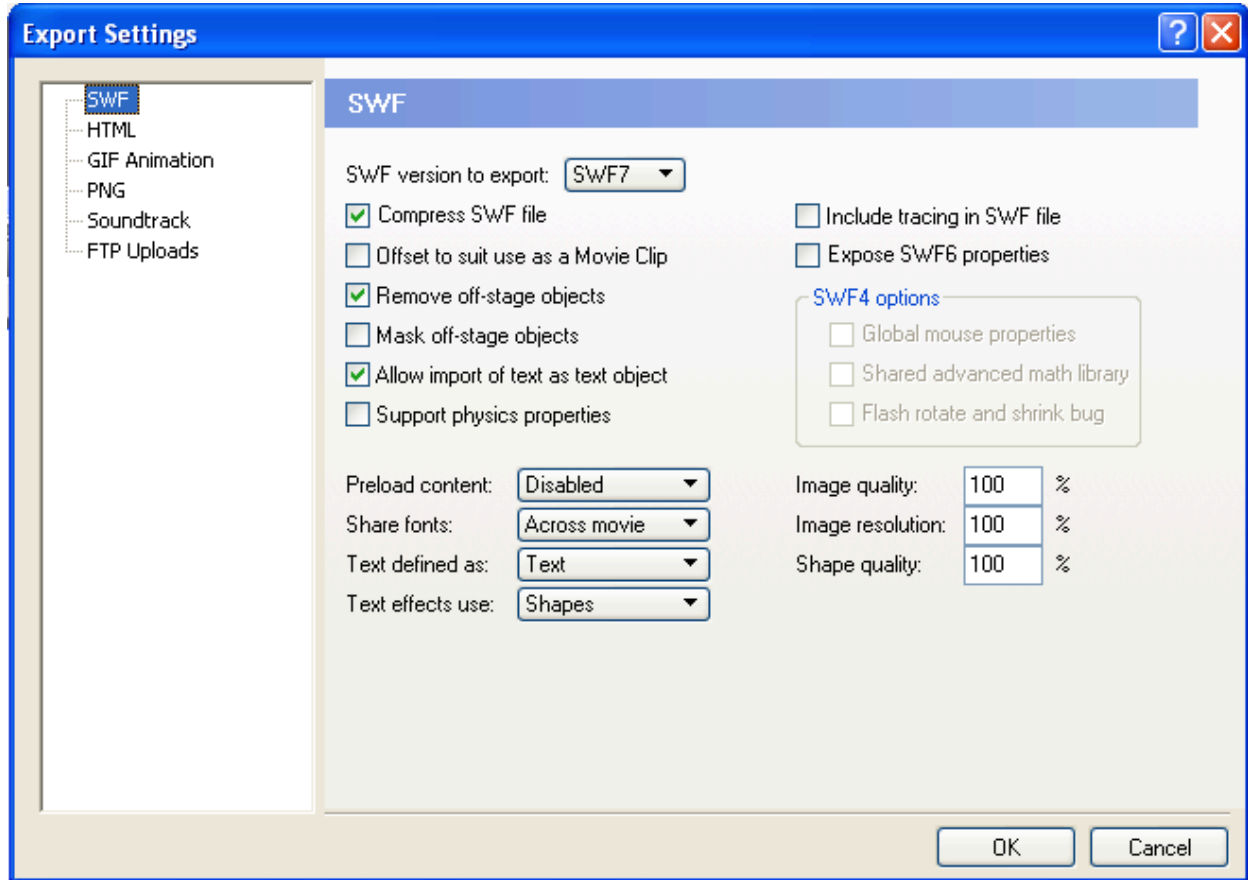 Export Settings
SWF
HTML
GIF Animation
PNG
Soundtrack
FTP Uploads
SWF
SWF version to export: SWF7
Compress SWF file
Offset to suit use as a Movie Clip
Remove off-stage objects
Mask off-stage objects
Allow import of text as text object
Support physics properties
Include tracing in SWF file
Expose SWF6 properties
SWF4 options
Global mouse properties
Shared advanced math library
Flash rotate and shrink bug
Preload content: Disabled
Share fonts: Across movie
Text defined as: Text
Text effects use: Shapes
Image quality: 100 %
Image resolution: 100 %
Shape quality: 100 %
OK Cancel